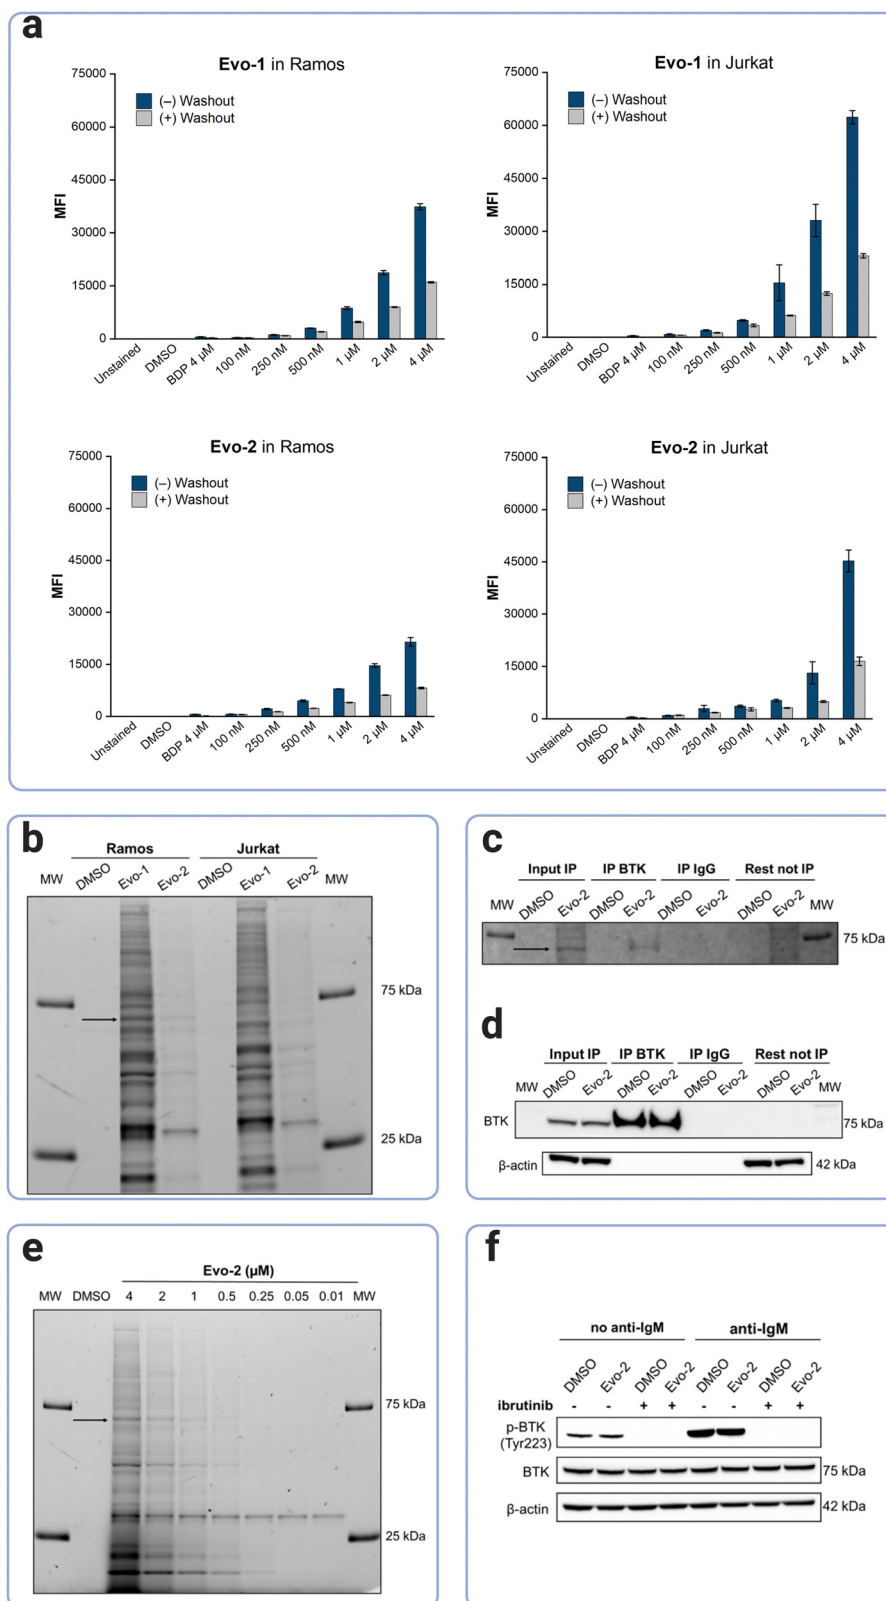 a
Evo-1 in Ramos
75000
60000
45000
30000
15000
0
MFI
(–) Washout
(+) Washout
Unstained
DMSO
BDP 4 µM
100 nM
250 nM
500 nM
1 µM
2 µM
4 µM
Evo-1 in Jurkat
75000
60000
45000
30000
15000
0
MFI
(–) Washout
(+) Washout
Unstained
DMSO
BDP 4 µM
100 nM
250 nM
500 nM
1 µM
2 µM
4 µM
Evo-2 in Ramos
75000
60000
45000
30000
15000
0
MFI
(–) Washout
(+) Washout
Unstained
DMSO
BDP 4 µM
100 nM
250 nM
500 nM
1 µM
2 µM
4 µM
Evo-2 in Jurkat
75000
60000
45000
30000
15000
0
MFI
(–) Washout
(+) Washout
Unstained
DMSO
BDP 4 µM
100 nM
250 nM
500 nM
1 µM
2 µM
4 µM
b
Ramos Jurkat
MW DMSO Evo-1 Evo-2 DMSO Evo-1 Evo-2 MW
75 kDa
25 kDa
c
Input IP IP BTK IP IgG Rest not IP
MW DMSO Evo-2 DMSO Evo-2 DMSO Evo-2 DMSO Evo-2 MW
75 kDa
d
Input IP IP BTK IP IgG Rest not IP
MW DMSO Evo-2 DMSO Evo-2 DMSO Evo-2 DMSO Evo-2 MW
BTK 75 kDa
β-actin 42 kDa
e
Evo-2 (µM)
MW DMSO 4 2 1 0.5 0.25 0.05 0.01 MW
75 kDa
25 kDa
f
no anti-IgM anti-IgM
DMSO Evo-2 DMSO Evo-2 DMSO Evo-2 DMSO Evo-2
ibrutinib - - + + - - + +
p-BTK
(Tyr223)
BTK 75 kDa
β-actin 42 kDa